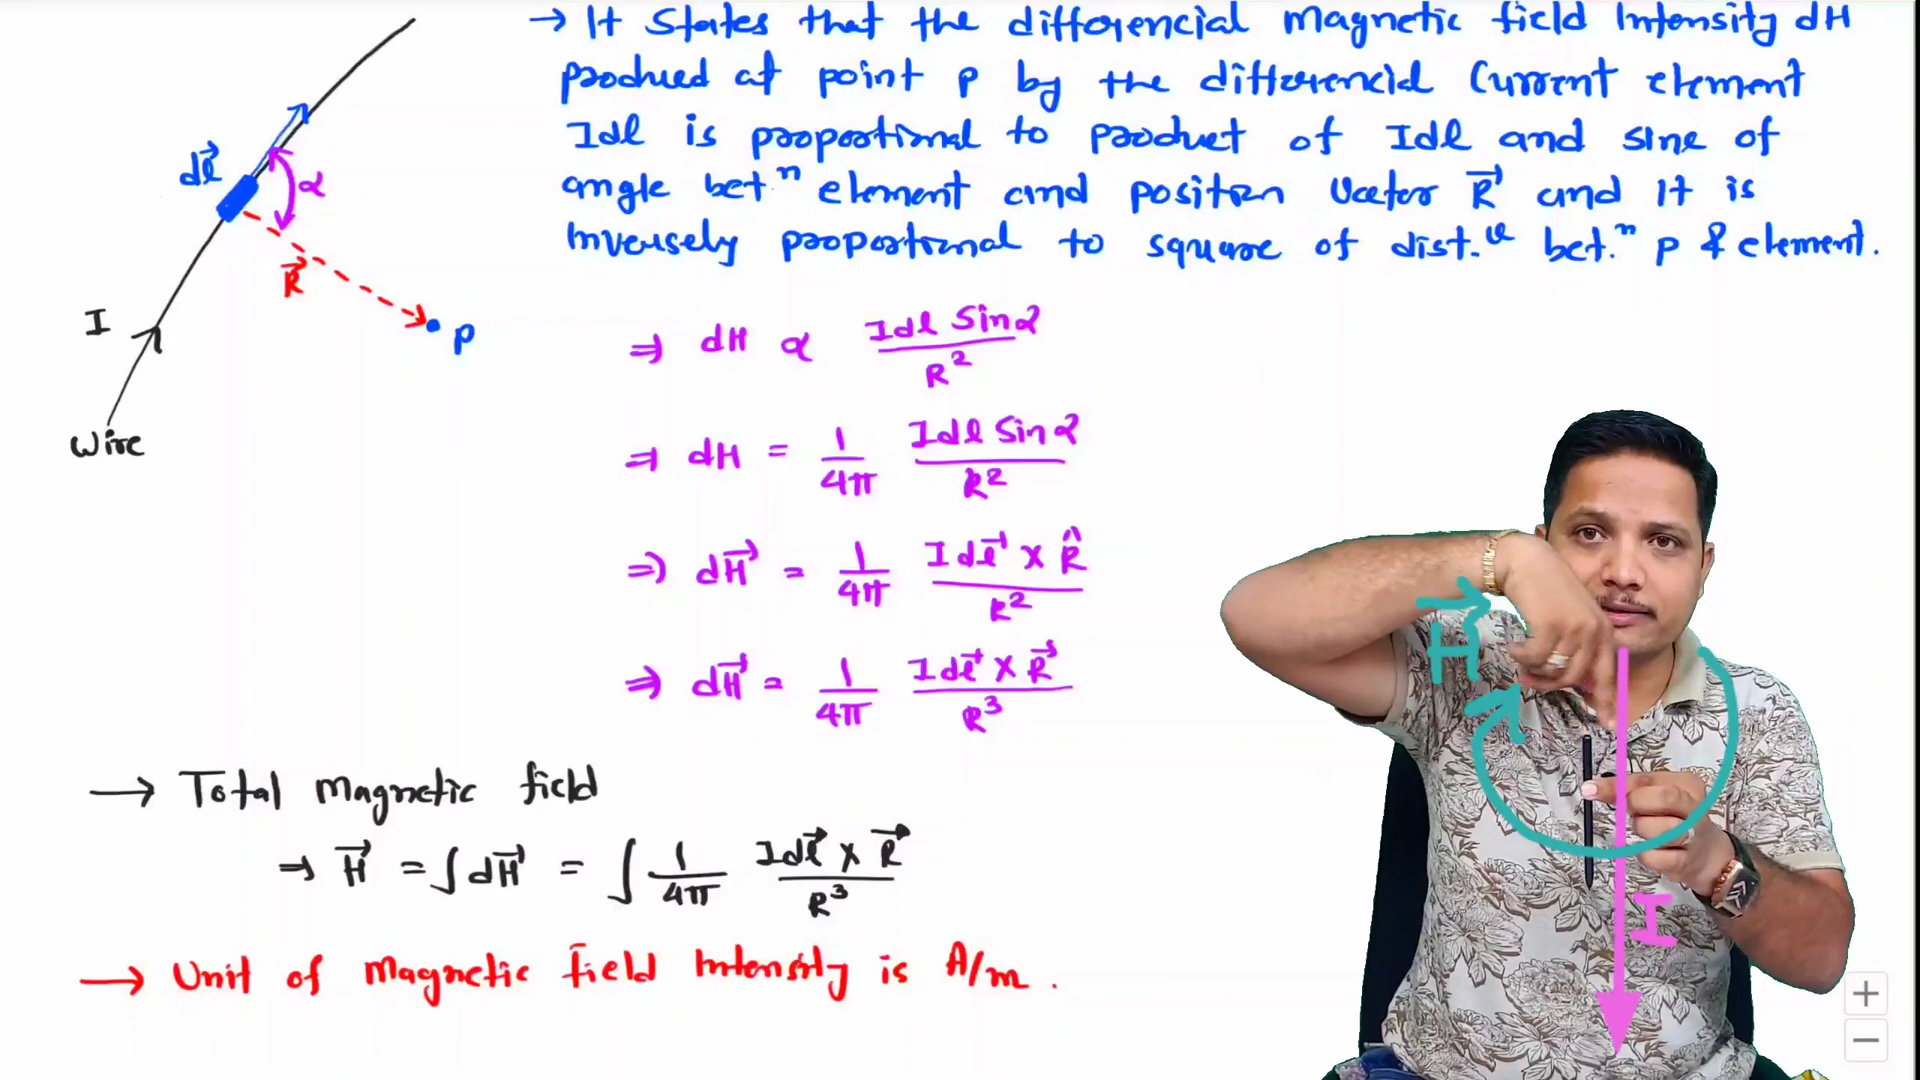 → It states that the differencial magnetic field Intensity dH
produed at point p by the differencial Current element
Idl is proportional to product of Idl and sine of
angle bet.ⁿ element and position vector R⃗ and It is
Inversely proportional to square of dist.ᵉ bet.ⁿ p & element.
dl⃗
α
R⃗
I
p
wire
⇒ dH α Idl Sinα / R²
⇒ dH = 1/4π Idl Sinα / R²
⇒ dH⃗ = 1/4π Idl⃗ × R̂ / R²
⇒ dH⃗ = 1/4π Idl⃗ × R⃗ / R³
H⃗
I
→ Total magnetic field
⇒ H⃗ = ∫dH⃗ = ∫ 1/4π Idl⃗ × R⃗ / R³
→ Unit of magnetic field Intensity is A/m .